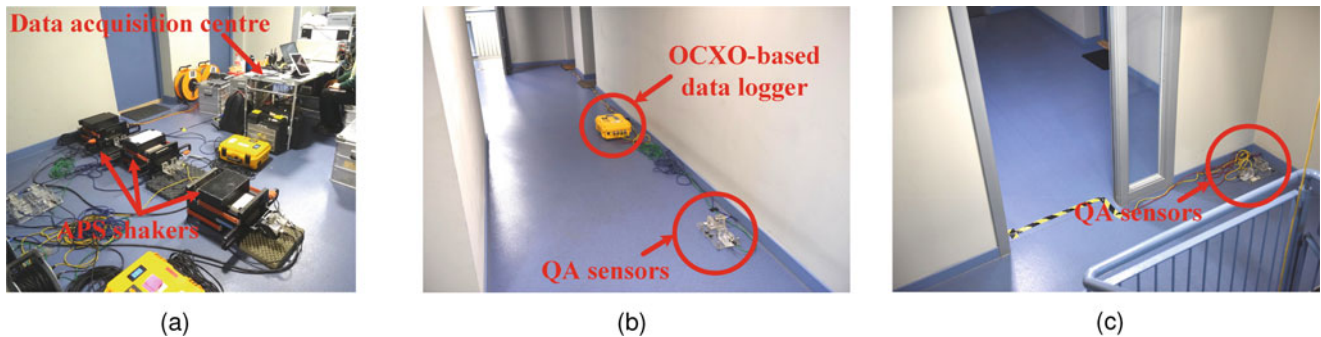 Data acquisition centre
APS shakers
(a)
OCXO-based
data logger
QA sensors
(b)
QA sensors
(c)